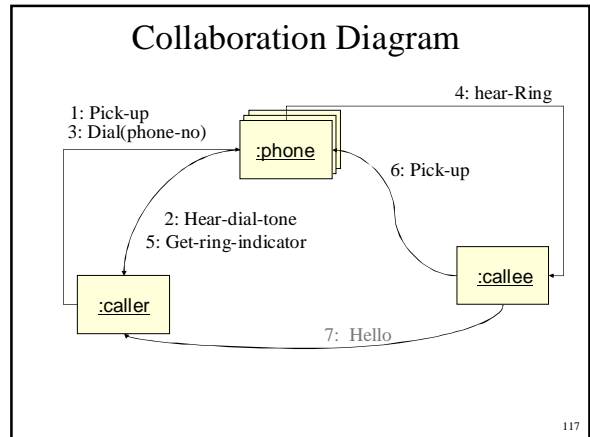 Collaboration Diagram
4: hear-Ring
1: Pick-up
3: Dial(phone-no)
:phone
6: Pick-up
2: Hear-dial-tone
5: Get-ring-indicator
:callee
:caller
7: Hello
117